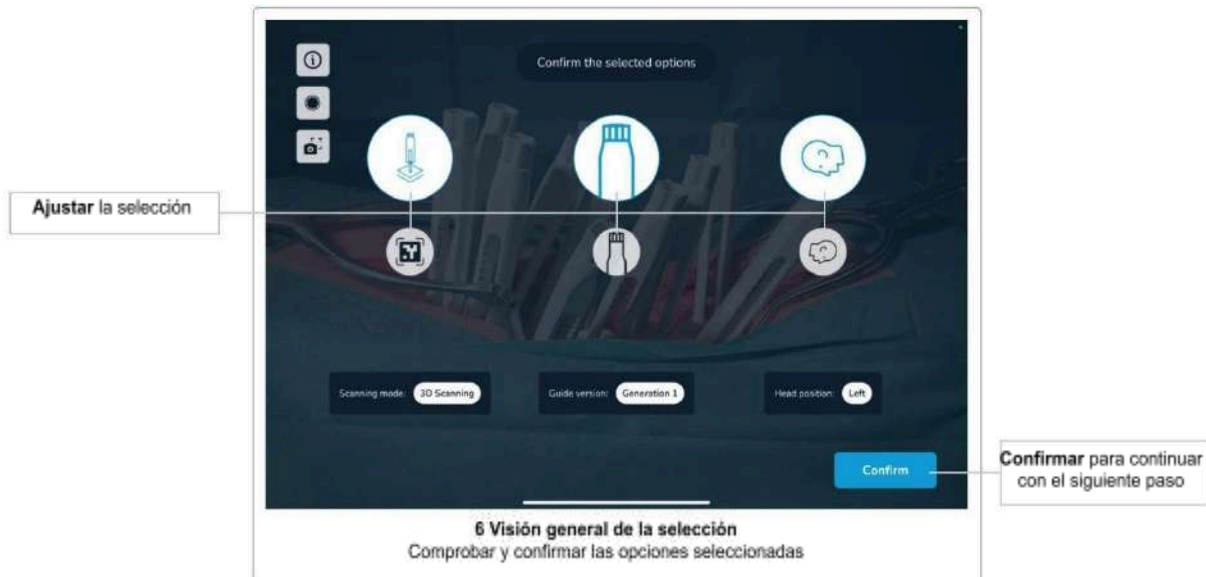 Confirm the selected options
Ajustar la selección
Scanning mode: 3D Scanning
Guide version: Generation 1
Head position: Left
Confirm
Confirmar para continuar
con el siguiente paso
6 Visión general de la selección
Comprobar y confirmar las opciones seleccionadas